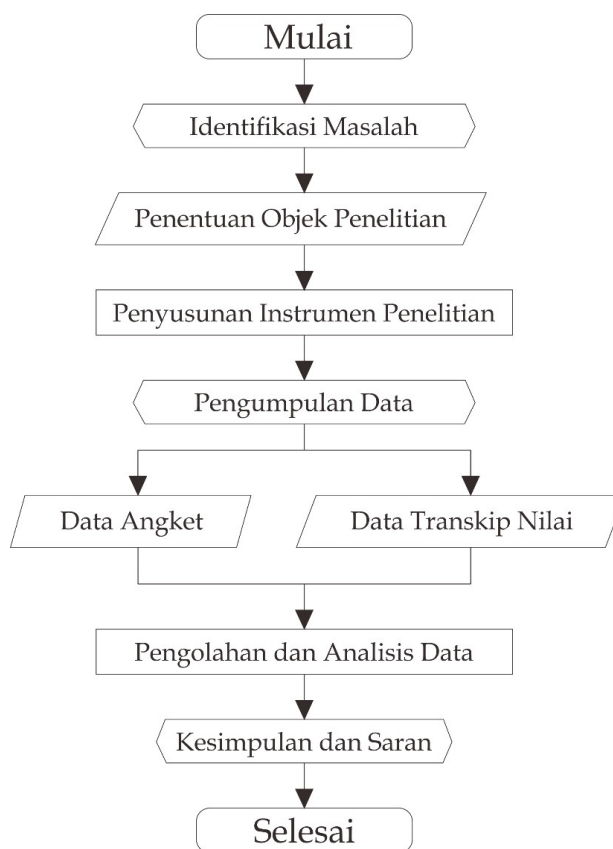 Mulai
Identifikasi Masalah
Penentuan Objek Penelitian
Penyusunan Instrumen Penelitian
Pengumpulan Data
Data Angket
Data Transkip Nilai
Pengolahan dan Analisis Data
Kesimpulan dan Saran
Selesai